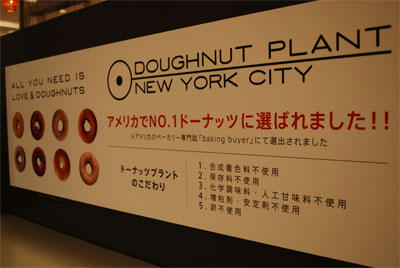 ALL YOU NEED IS
LOVE & DOUGHNUTS
DOUGHNUT PLANT
NEW YORK CITY
アメリカでNO.1ドーナッツに選ばれました!!
※アメリカのベーカリー専門誌「baking buyer」にて選出されました
ドーナッツプラント
のこだわり
1.合成着色料不使用
2.保存料不使用
3.化学調味料・人工甘味料不使用
4.増粘剤・安定剤不使用
5.卵不使用